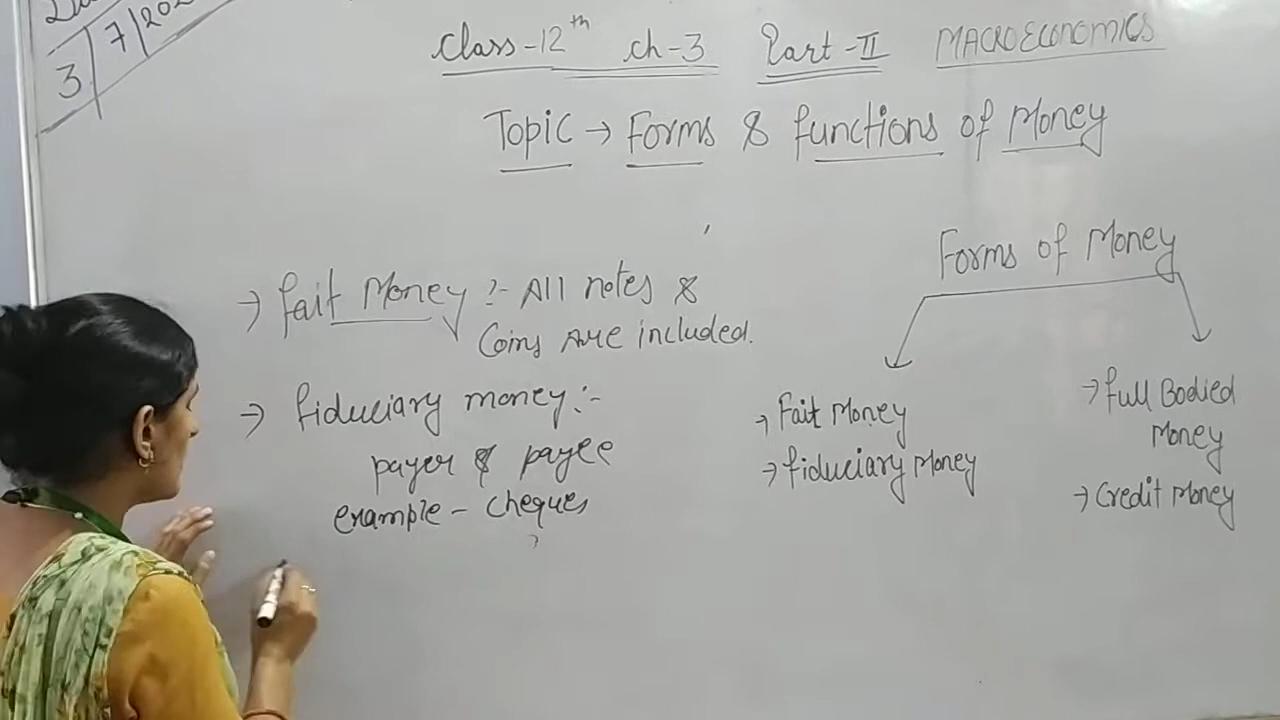 3/7/202
Class-12th ch-3 Part-II MACROECONOMICS
Topic → Forms & functions of Money
Forms of Money
→ Fait Money :- All notes &
Coins Are included.
→ fiduciary money :-
payer & payee
example - cheques
→ Fait Money
→ fiduciary Money
→ full Bodied
Money
→ Credit Money